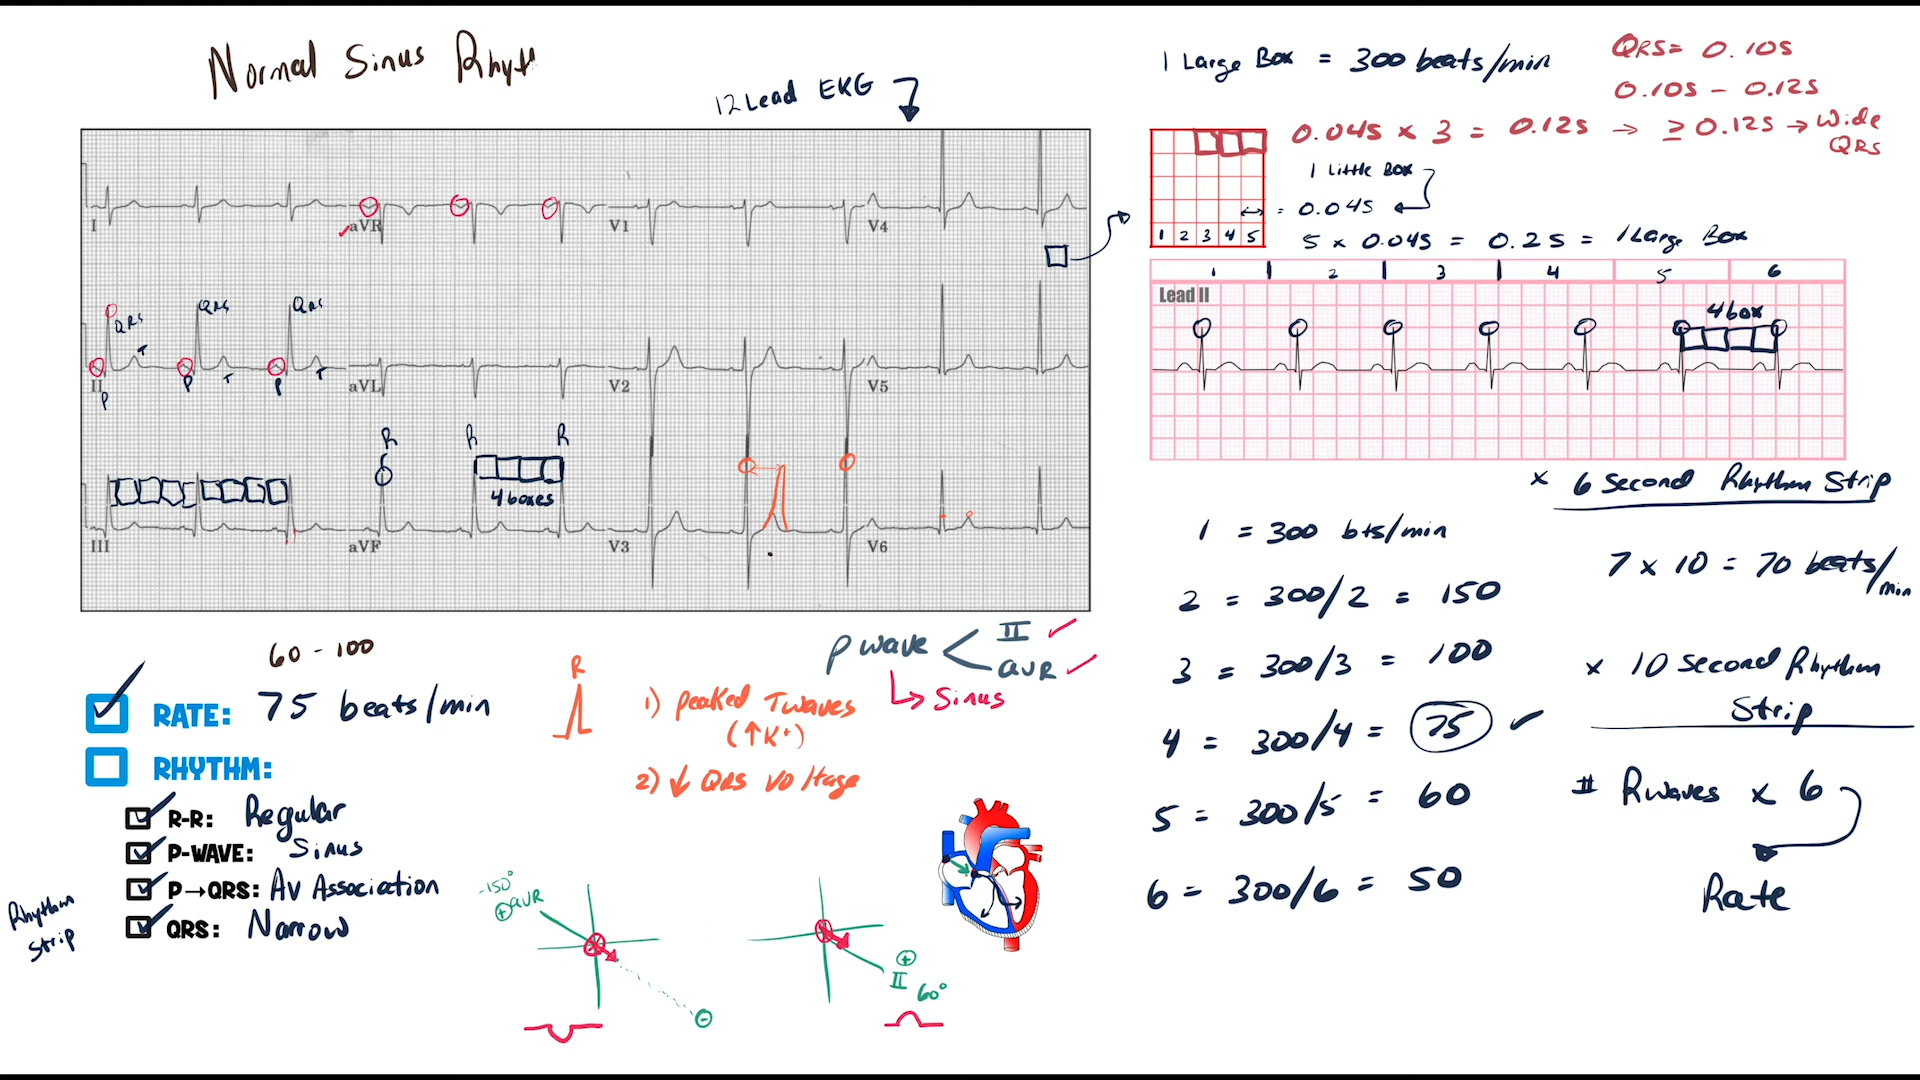 Normal Sinus Rhyt
12 Lead EKG
I
aVR
V1
V4
QRS
QRS
QRS
T
II
P
P
T
P
T
aVL
V2
V5
R
R
R
4 boxes
III
aVF
V3
V6
60 - 100
RATE: 75 beats/min
RHYTHM:
R-R: Regular
P-WAVE: Sinus
P→QRS: AV Association
QRS: Narrow
Rhythm
Strip
R
1) Peaked T waves
(↑K+)
2) ↓ QRS voltage
P wave < II ✓
aVR ✓
↳ Sinus
-150°
⊕ aVR
⊖
⊕
II
60°
1 Large Box = 300 beats/min
QRS = 0.10s
0.10s - 0.12s
0.04s x 3 = 0.12s → ≥ 0.12s → Wide
QRS
1 Little Box
= 0.04s
1 2 3 4 5
5 x 0.04s = 0.2s = 1 Large Box
1 2 3 4 5 6
Lead II
4 box
x 6 Second Rhythm Strip
7 x 10 = 70 beats/min
x 10 Second Rhythm
Strip
# R waves x 6
Rate
1 = 300 bts/min
2 = 300/2 = 150
3 = 300/3 = 100
4 = 300/4 = 75 ✓
5 = 300/5 = 60
6 = 300/6 = 50